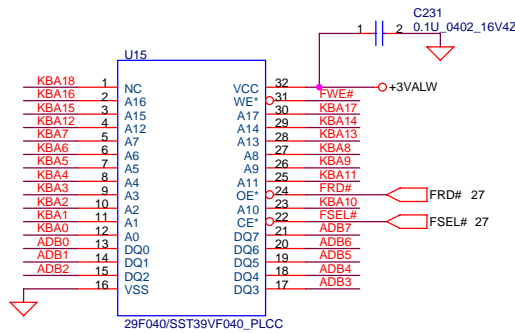 C231
1 2
0.1U_0402_16V4Z
U15
KBA18 1 NC VCC 32 +3VALW
KBA16 2 A16 WE* 31 FWE#
KBA15 3 A15 A17 30 KBA17
KBA12 4 A12 A14 29 KBA14
KBA7 5 A7 A13 28 KBA13
KBA6 6 A6 A8 27 KBA8
KBA5 7 A5 A9 26 KBA9
KBA4 8 A4 A11 25 KBA11
KBA3 9 A3 OE* 24 FRD# FRD# 27
KBA2 10 A2 A10 23 KBA10
KBA1 11 A1 CE* 22 FSEL# FSEL# 27
KBA0 12 A0 DQ7 21 ADB7
ADB0 13 DQ0 DQ6 20 ADB6
ADB1 14 DQ1 DQ5 19 ADB5
ADB2 15 DQ2 DQ4 18 ADB4
16 VSS DQ3 17 ADB3
29F040/SST39VF040_PLCC